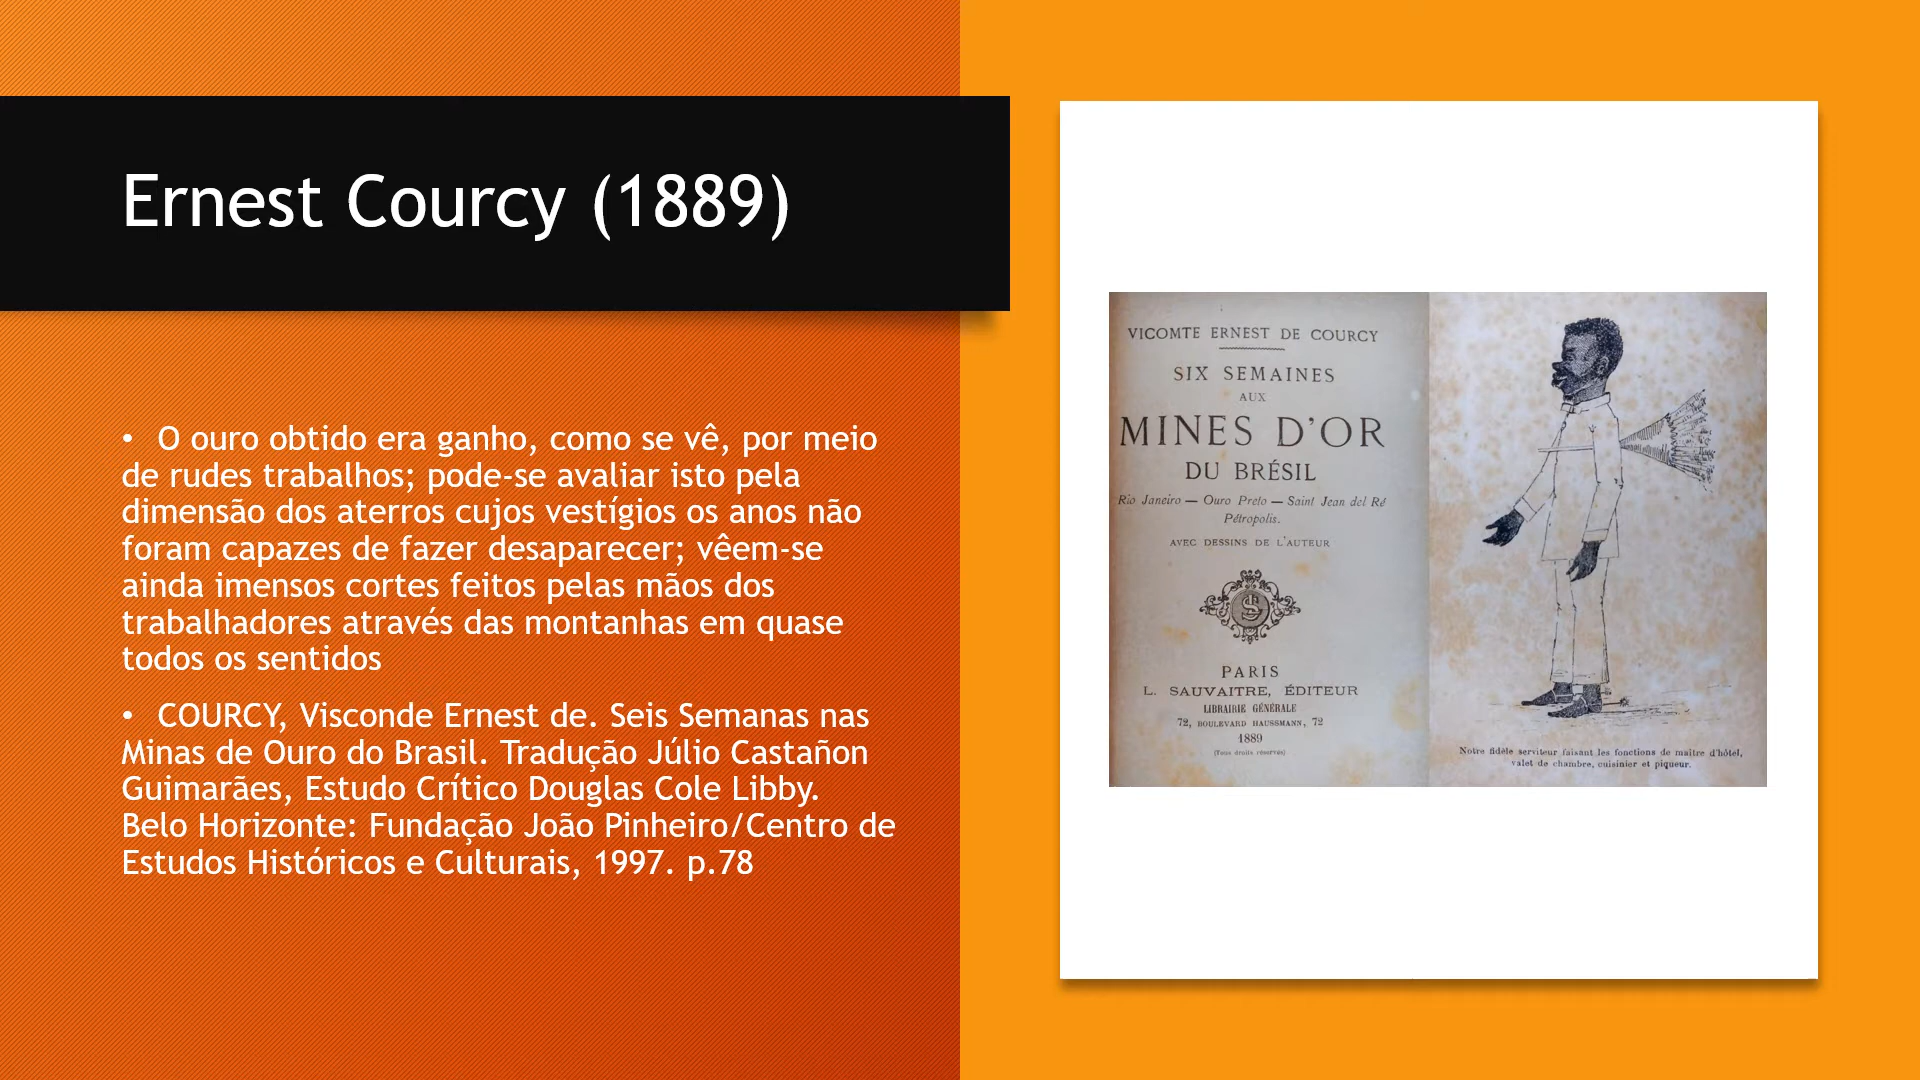 Ernest Courcy (1889)
• O ouro obtido era ganho, como se vê, por meio
de rudes trabalhos; pode-se avaliar isto pela
dimensão dos aterros cujos vestígios os anos não
foram capazes de fazer desaparecer; vêem-se
ainda imensos cortes feitos pelas mãos dos
trabalhadores através das montanhas em quase
todos os sentidos
• COURCY, Visconde Ernest de. Seis Semanas nas
Minas de Ouro do Brasil. Tradução Júlio Castañon
Guimarães, Estudo Crítico Douglas Cole Libby.
Belo Horizonte: Fundação João Pinheiro/Centro de
Estudos Históricos e Culturais, 1997. p.78
VICOMTE ERNEST DE COURCY
SIX SEMAINES
AUX
MINES D'OR
DU BRÉSIL
Rio Janeiro — Ouro Preto — Saint Jean del Ré
Pétropolis.
AVEC DESSINS DE L'AUTEUR
PARIS
L. SAUVAITRE, ÉDITEUR
LIBRAIRIE GÉNÉRALE
72, BOULEVARD HAUSSMANN, 72
1889
(Tous droits réservés)
Notre fidèle serviteur faisant les fonctions de maître d'hôtel,
valet de chambre, cuisinier et piqueur.